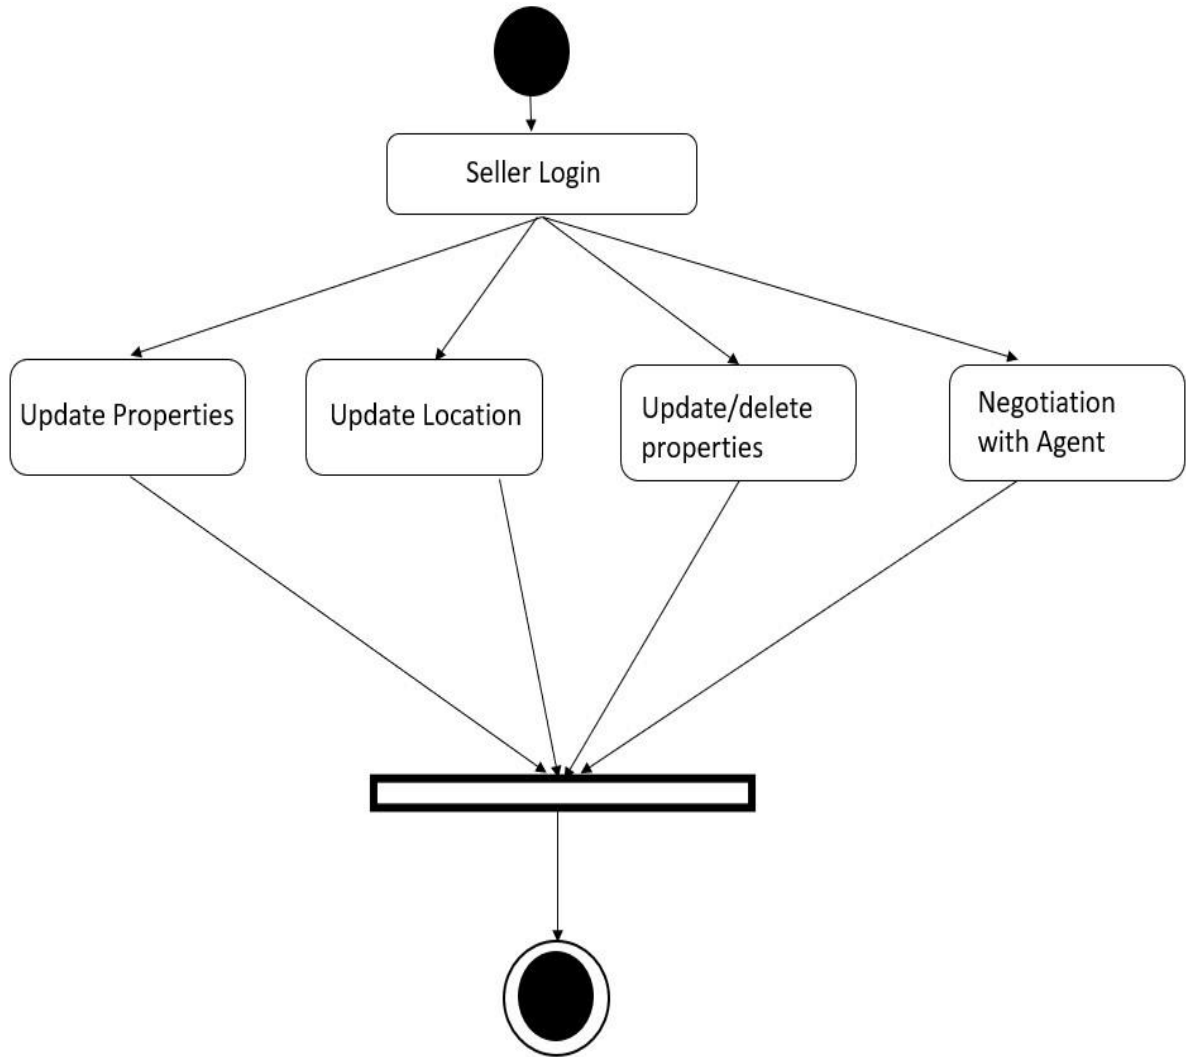 Seller Login
Update Properties
Update Location
Update/delete
properties
Negotiation
with Agent